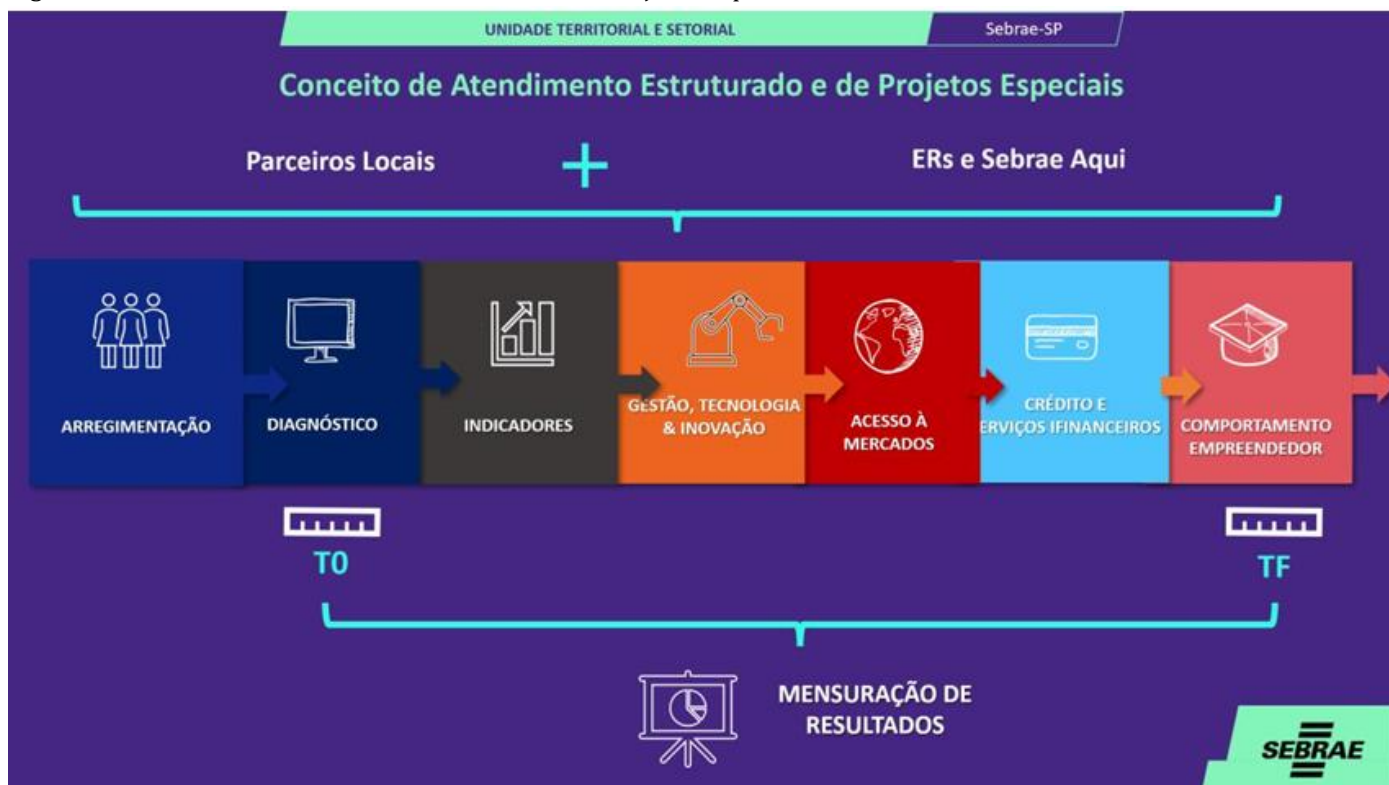 UNIDADE TERRITORIAL E SETORIAL
Sebrae-SP
Conceito de Atendimento Estruturado e de Projetos Especiais
Parceiros Locais
ERs e Sebrae Aqui
ARREGIMENTAÇÃO
DIAGNÓSTICO
INDICADORES
GESTÃO, TECNOLOGIA
& INOVAÇÃO
ACESSO À
MERCADOS
CRÉDITO E
ERVIÇOS IFINANCEIROS
COMPORTAMENTO
EMPREENDEDOR
T0
TF
MENSURAÇÃO DE
RESULTADOS
SEBRAE